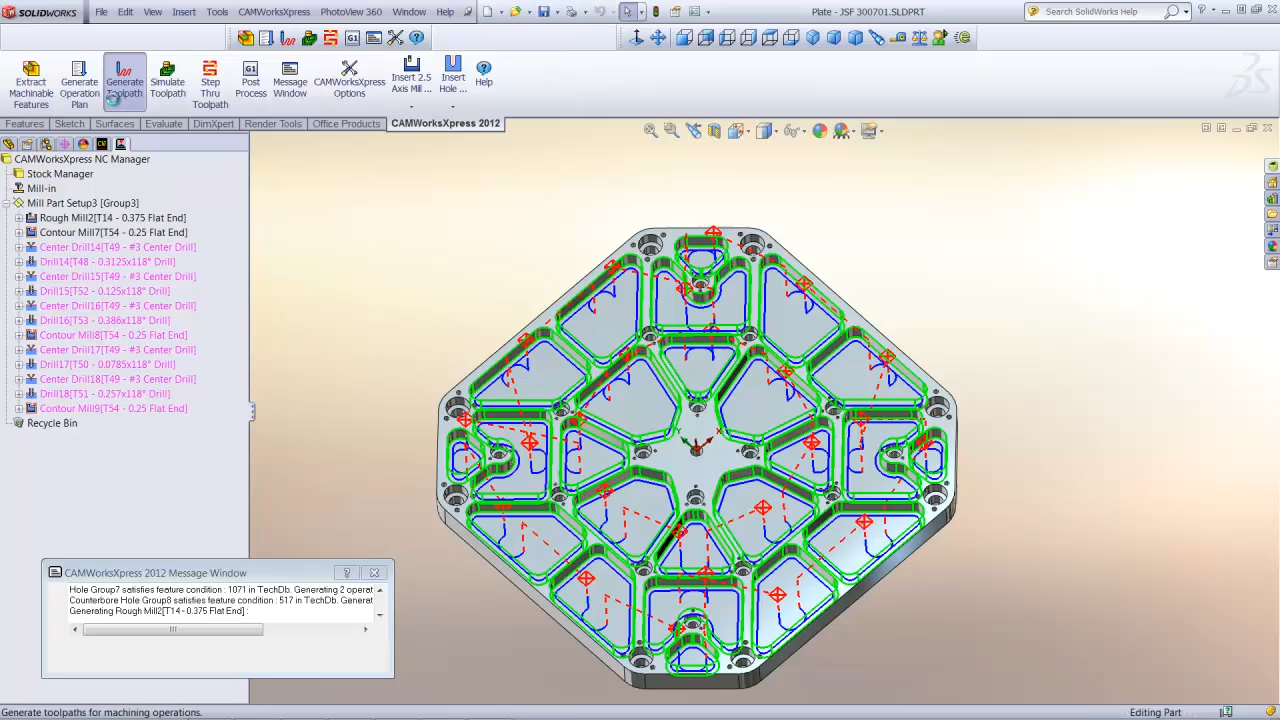 SOLIDWORKS File Edit View Insert Tools CAMWorksXpress PhotoView 360 Window Help Plate - JSF 300701.SLDPRT Search SolidWorks Help
G1
Extract Machinable Features
Generate Operation Plan
Generate Toolpath
Simulate Toolpath
Step Thru Toolpath
G1 Post Process
Message Window
CAMWorksXpress Options
Insert 2.5 Axis Mill ...
Insert Hole ...
Help
Features Sketch Surfaces Evaluate DimXpert Render Tools Office Products CAMWorksXpress 2012
CAMWorksXpress NC Manager
Stock Manager
Mill-in
Mill Part Setup3 [Group3]
Rough Mill2[T14 - 0.375 Flat End]
Contour Mill7[T54 - 0.25 Flat End]
Center Drill14[T49 - #3 Center Drill]
Drill14[T48 - 0.3125x118° Drill]
Center Drill15[T49 - #3 Center Drill]
Drill15[T52 - 0.125x118° Drill]
Center Drill16[T49 - #3 Center Drill]
Drill16[T53 - 0.386x118° Drill]
Contour Mill8[T54 - 0.25 Flat End]
Center Drill17[T49 - #3 Center Drill]
Drill17[T50 - 0.0785x118° Drill]
Center Drill18[T49 - #3 Center Drill]
Drill18[T51 - 0.257x118° Drill]
Contour Mill9[T54 - 0.25 Flat End]
Recycle Bin
Y X
CAMWorksXpress 2012 Message Window
Hole Group7 satisfies feature condition : 1071 in TechDb. Generating 2 operat
Counterbore Hole Group8 satisfies feature condition : 517 in TechDb. Generat
Generating Rough Mill2[T14 - 0.375 Flat End] :
Generate toolpaths for machining operations. Editing Part